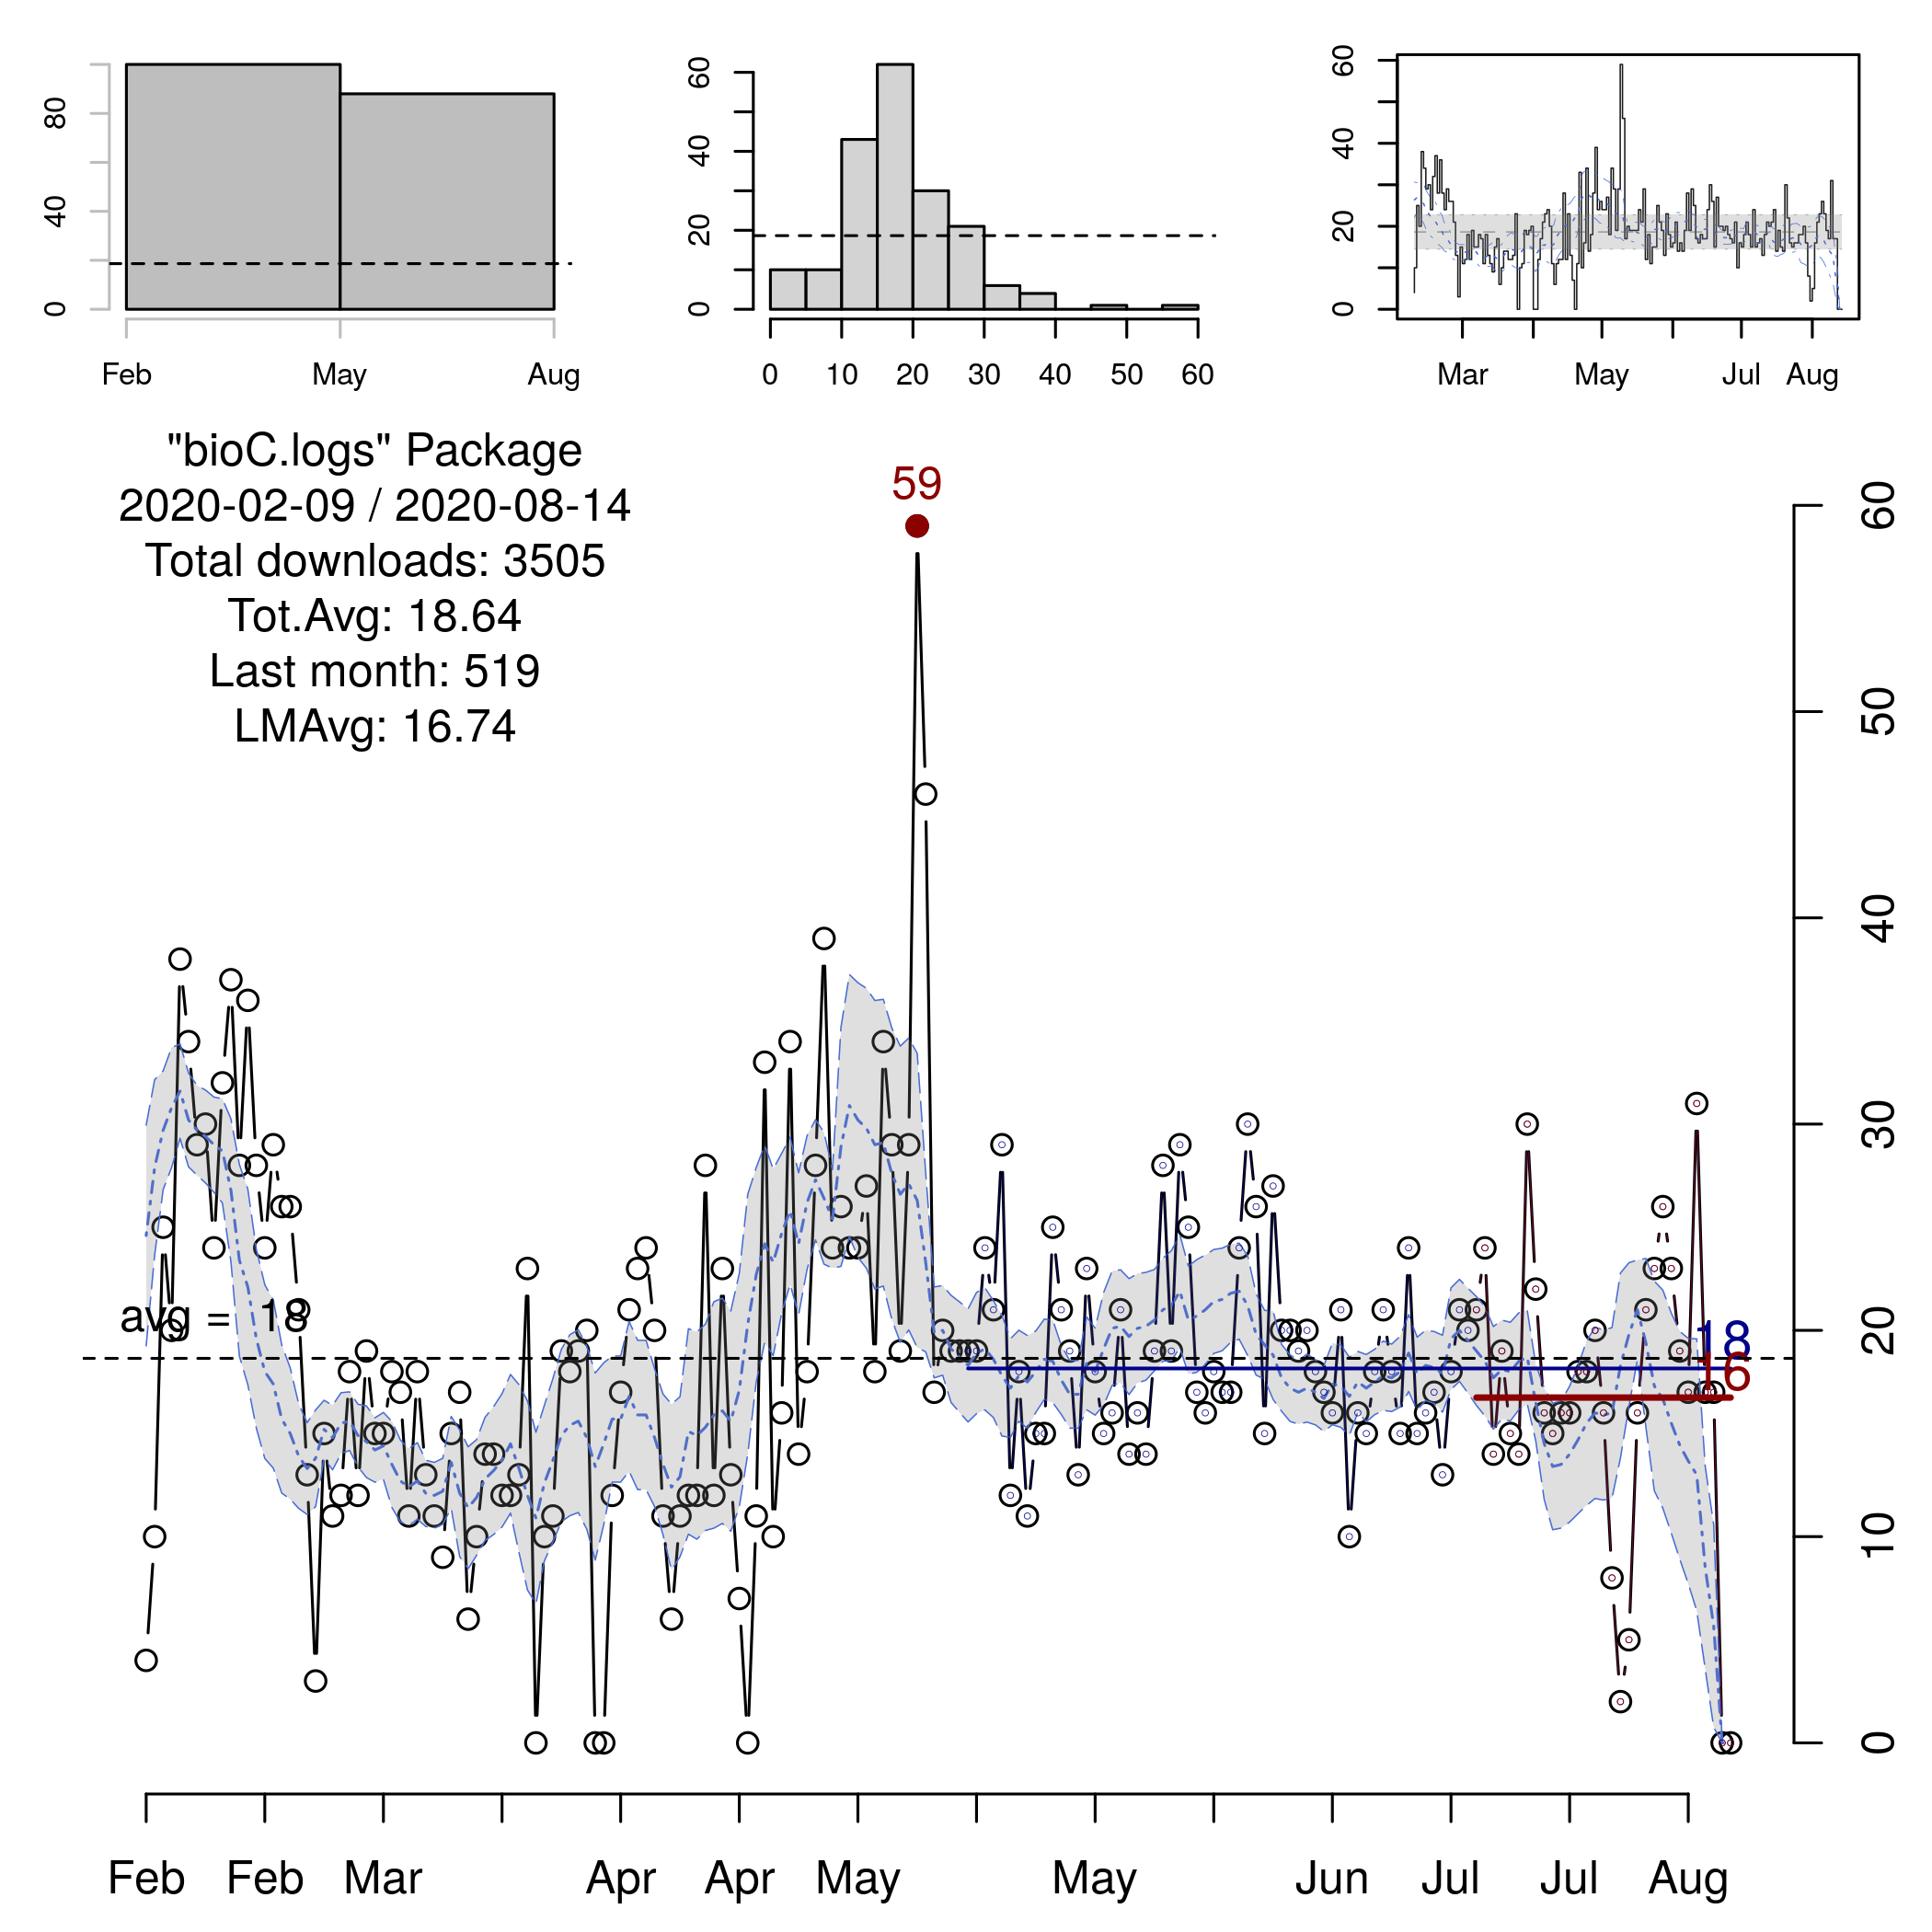 0 40 80
Feb May Aug
0 20 40 60
0 10 20 30 40 50 60
0 20 40 60
Mar May Jul Aug
"bioC.logs" Package
2020-02-09 / 2020-08-14
Total downloads: 3505
Tot.Avg: 18.64
Last month: 519
LMAvg: 16.74
59
avg = 18
18
16
0 10 20 30 40 50 60
Feb Feb Mar Apr Apr May May Jun Jul Jul Aug